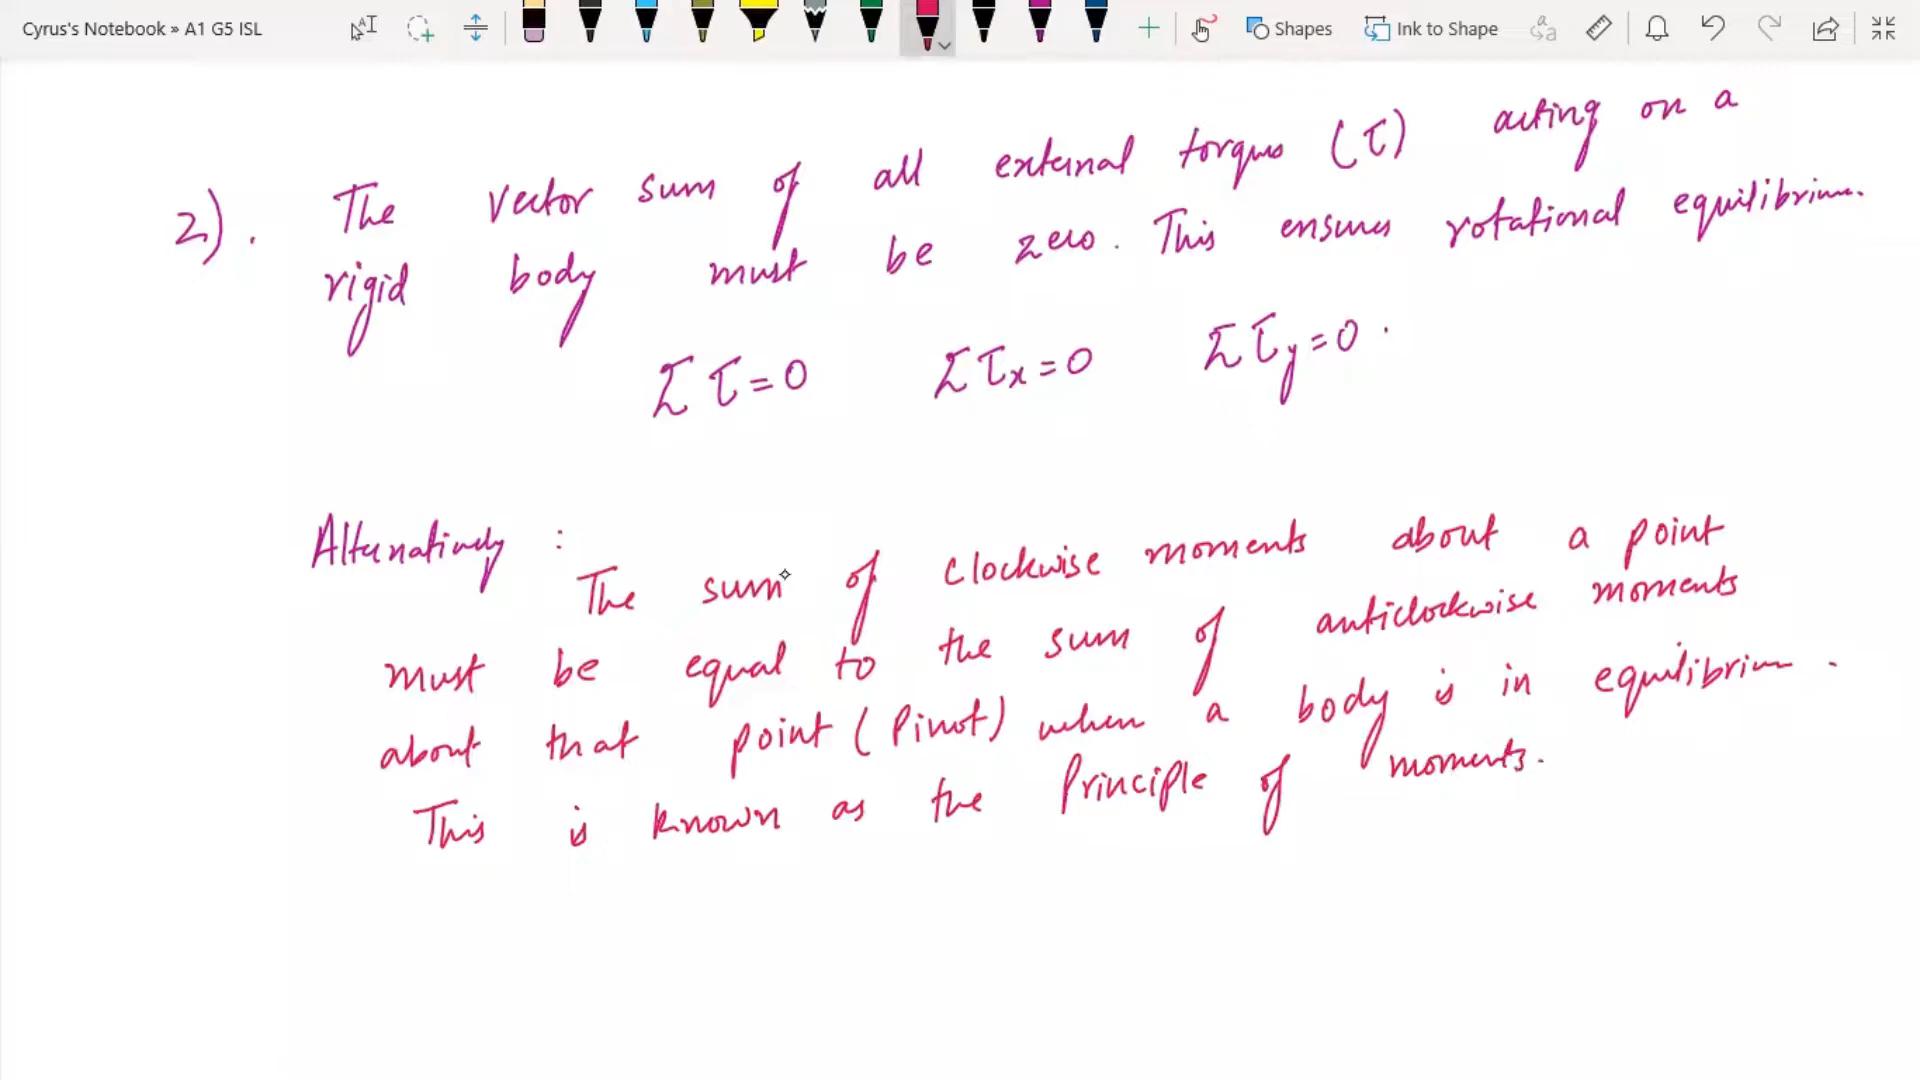 Cyrus's Notebook » A1 G5 ISL
Shapes
Ink to Shape
2). The vector sum of all external torques (τ) acting on a
rigid body must be zero. This ensures rotational equilibrium.
Στ=0 Στx=0 Στy=0.
Alternatively :
The sum of clockwise moments about a point
must be equal to the sum of anticlockwise moments
about that point (Pivot) when a body is in equilibrium.
This is known as the Principle of moments.